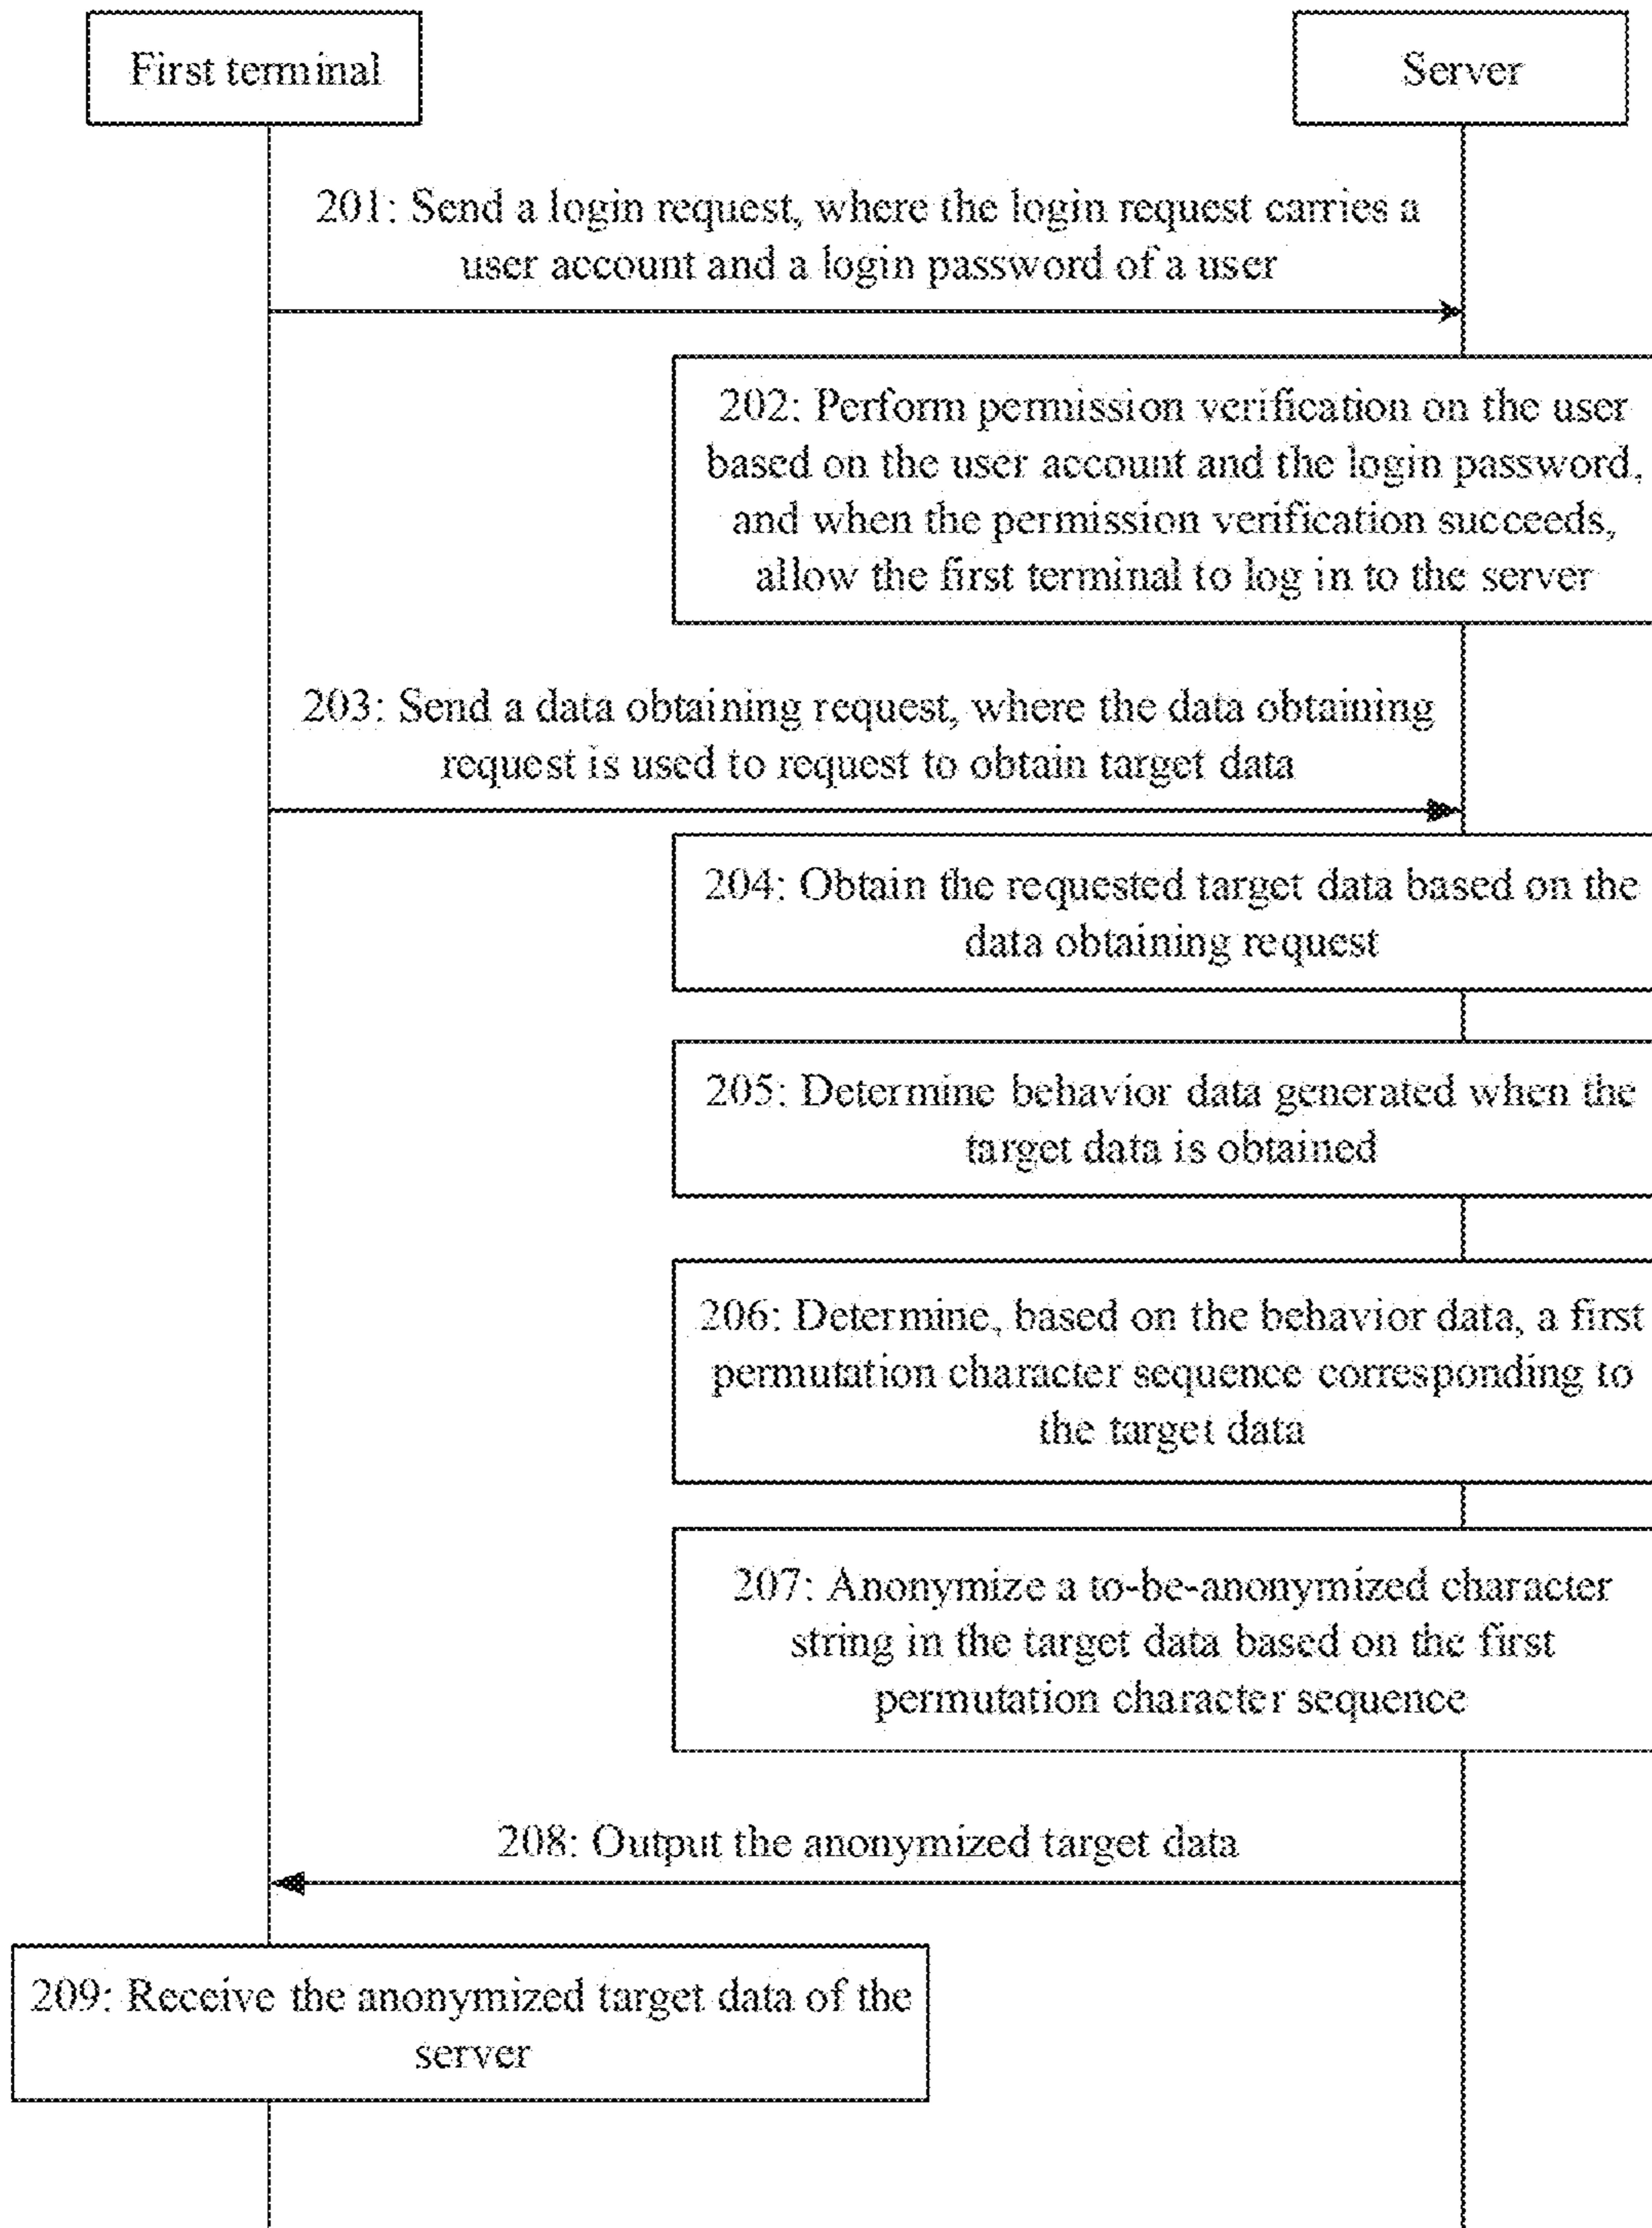 First terminal
Server
201: Send a login request, where the login request carries a
user account and a login password of a user
202: Perform permission verification on the user
based on the user account and the login password,
and when the permission verification succeeds,
allow the first terminal to log in to the server
203: Send a data obtaining request, where the data obtaining
request is used to request to obtain target data
204: Obtain the requested target data based on the
data obtaining request
205: Determine behavior data generated when the
target data is obtained
206: Determine, based on the behavior data, a first
permutation character sequence corresponding to
the target data
207: Anonymize a to-be-anonymized character
string in the target data based on the first
permutation character sequence
208: Output the anonymized target data
209: Receive the anonymized target data of the
server